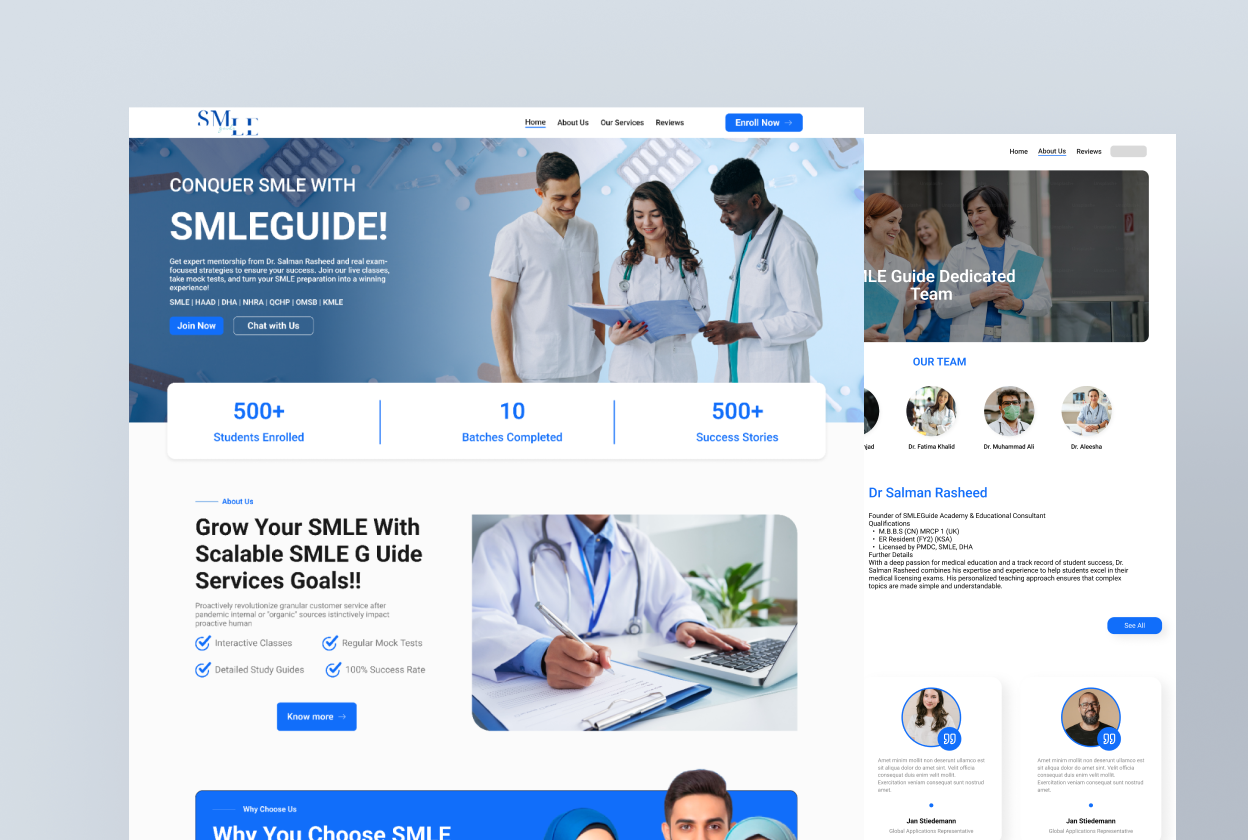 SMLE
Home About Us Our Services Reviews Enroll Now
CONQUER SMLE WITH
SMLEGUIDE!
Get expert mentorship from Dr. Salman Rasheed and real exam-
focused strategies to ensure your success. Join our live classes,
take mock tests, and turn your SMLE preparation into a winning
experience!
SMLE | HAAD | DHA | NHRA | QCHP | OMSB | KMLE
Join Now Chat with Us
500+ 10 500+
Students Enrolled Batches Completed Success Stories
About Us
Grow Your SMLE With
Scalable SMLE G Uide
Services Goals!!
Proactively revolutionize granular customer service after
pandemic internal or "organic" sources istinctively impact
proactive human
Interactive Classes Regular Mock Tests
Detailed Study Guides 100% Success Rate
Know more
Why Choose Us
Why You Choose SMLE
Home About Us Reviews
MLE Guide Dedicated
Team
OUR TEAM
jad Dr. Fatima Khalid Dr. Muhammad Ali Dr. Aleesha
Dr Salman Rasheed
Founder of SMLEGuide Academy & Educational Consultant
Qualifications
• M.B.B.S (CN) MRCP 1 (UK)
• ER Resident (FY2) (KSA)
• Licensed by PMDC, SMLE, DHA
Further Details
With a deep passion for medical education and a track record of student success, Dr.
Salman Rasheed combines his expertise and experience to help students excel in their
medical licensing exams. His personalized teaching approach ensures that complex
topics are made simple and understandable.
See All
Amet minim mollit non deserunt ullamco est
sit aliqua dolor do amet sint. Velit officia
consequat duis enim velit mollit.
Exercitation veniam consequat sunt nostrud
amet.
Jan Stiedemann
Global Applications Representative
Amet minim mollit non deserunt ullamco est
sit aliqua dolor do amet sint. Velit officia
consequat duis enim velit mollit.
Exercitation veniam consequat sunt nostrud
amet.
Jan Stiedemann
Global Applications Representative